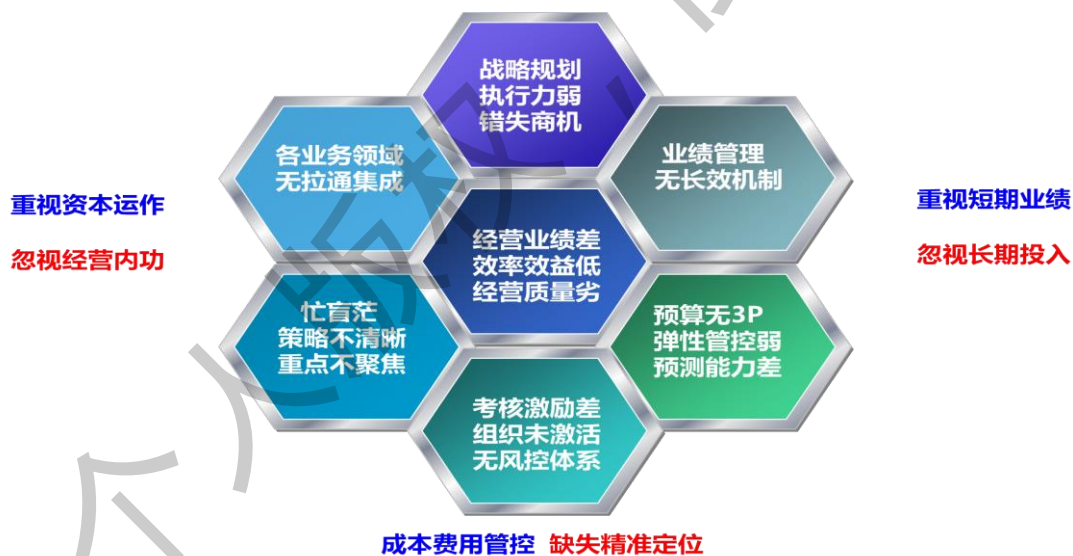 战略规划
执行力弱
错失商机
各业务领域
无拉通集成
业绩管理
无长效机制
重视资本运作
忽视经营内功
经营业绩差
效率效益低
经营质量劣
重视短期业绩
忽视长期投入
忙盲茫
策略不清晰
重点不聚焦
预算无3P
弹性管控弱
预测能力差
考核激励差
组织未激活
无风控体系
成本费用管控 缺失精准定位
个人版权